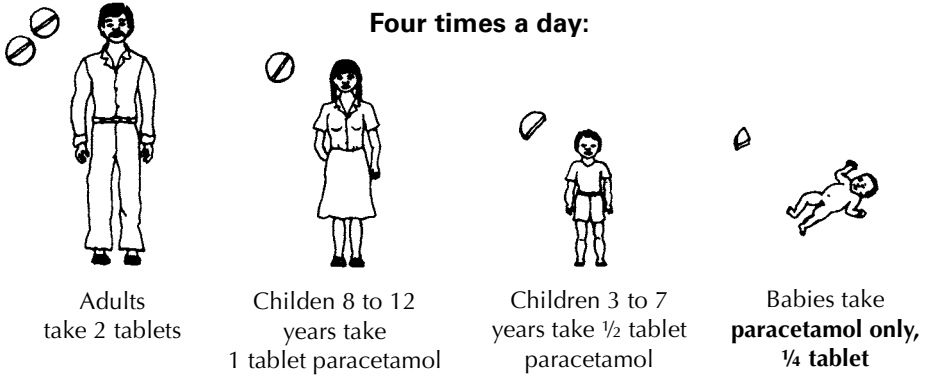 Four times a day:
Adults
take 2 tablets
Childen 8 to 12
years take
1 tablet paracetamol
Children 3 to 7
years take ½ tablet
paracetamol
Babies take
paracetamol only,
¼ tablet